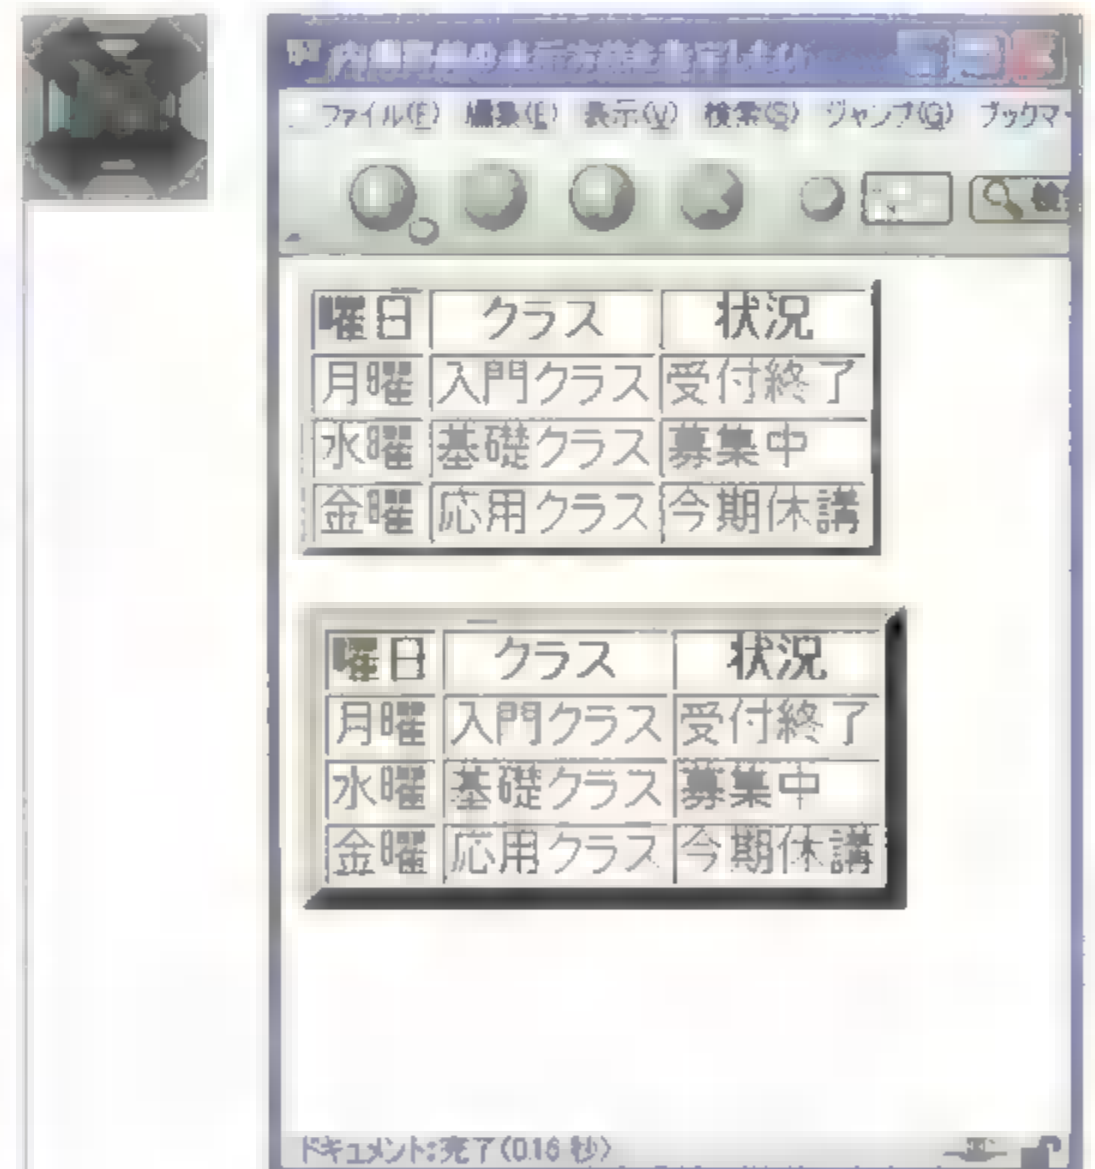 ファイル(F) 編集(E) 表示(V) 検索(S) ジャンプ(G) ブックマ
曜日 クラス 状況
月曜 入門クラス 受付終了
水曜 基礎クラス 募集中
金曜 応用クラス 今期休講
曜日 クラス 状況
月曜 入門クラス 受付終了
水曜 基礎クラス 募集中
金曜 応用クラス 今期休講
ドキュメント:完了(0.16 秒)